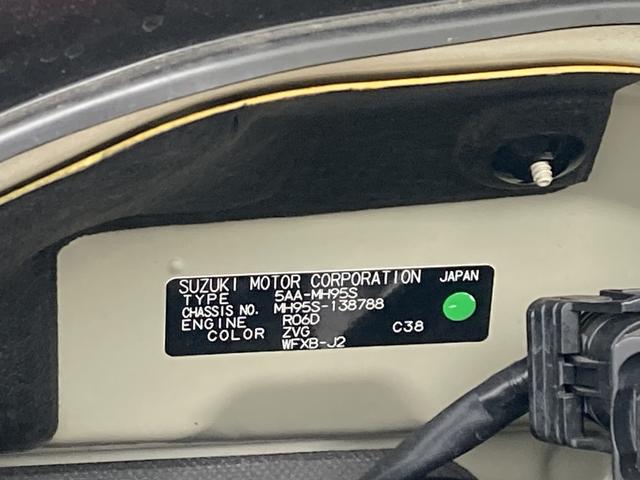 SUZUKI MOTOR CORPORATION JAPAN
TYPE 5AA-MH95S
CHASSIS NO. MH95S-138788
ENGINE R06D
COLOR ZVG C38
WFXB-J2